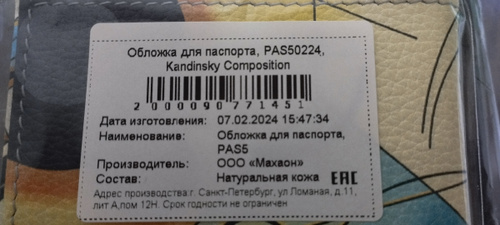 Обложка для паспорта, PAS50224,
Kandinsky Composition
2000090771451
Дата изготовления: 07.02.2024 15:47:34
Наименование: Обложка для паспорта,
PAS5
Производитель: ООО «Махаон»
Состав: Натуральная кожа EAC
Адрес производства:г. Санкт-Петербург, ул.Ломаная, д.11,
лит А,пом 12Н. Срок годности не ограничен